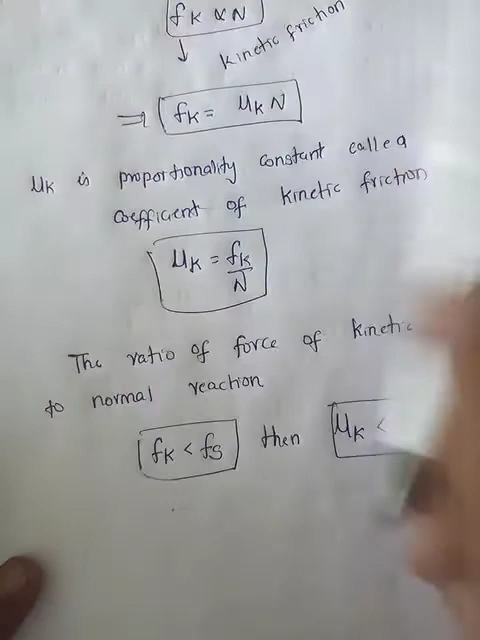 fK ∝ N
↓ Kinetic friction
⇒ fK = μK N
μK is proportionality constant called
coefficient of kinetic friction
μK = fK/N
The ratio of force of kinetic
to normal reaction
fK < fS then μK <